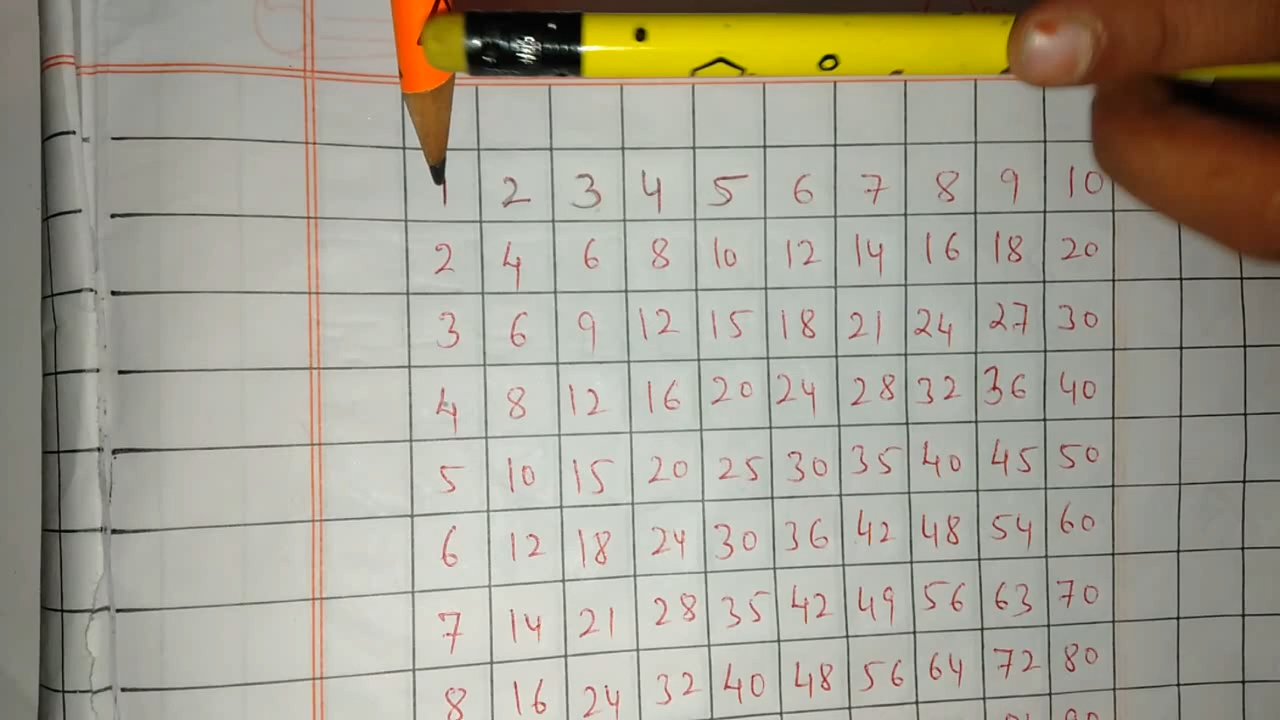 1 2 3 4 5 6 7 8 9 10
2 4 6 8 10 12 14 16 18 20
3 6 9 12 15 18 21 24 27 30
4 8 12 16 20 24 28 32 36 40
5 10 15 20 25 30 35 40 45 50
6 12 18 24 30 36 42 48 54 60
7 14 21 28 35 42 49 56 63 70
8 16 24 32 40 48 56 64 72 80